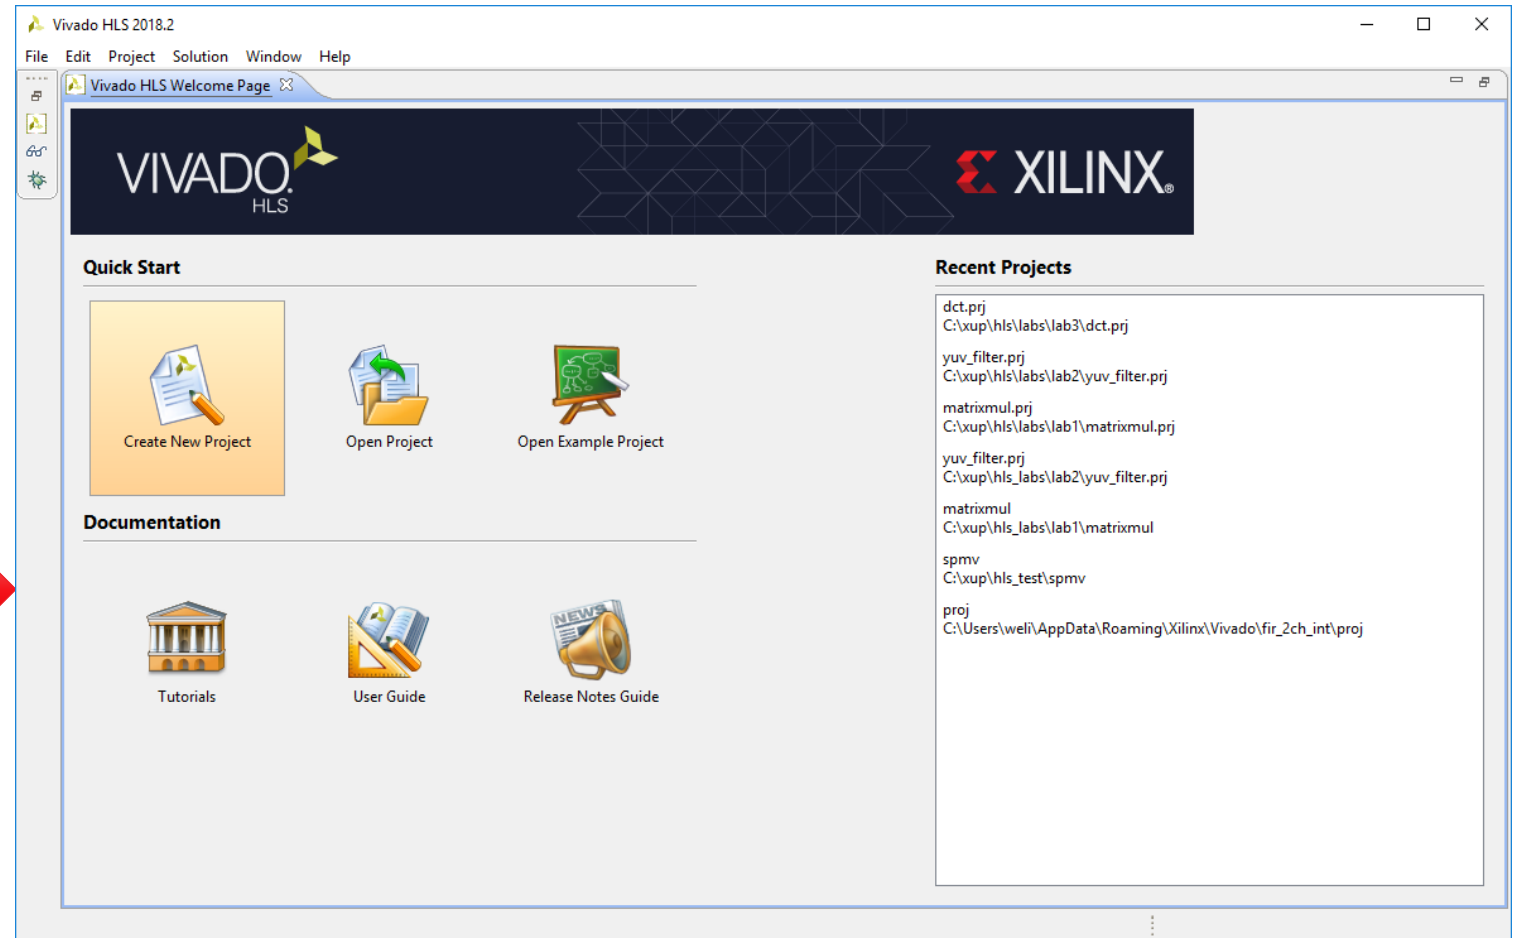 Vivado HLS 2018.2
File Edit Project Solution Window Help
Vivado HLS Welcome Page
VIVADO.
HLS
XILINX®
Quick Start
Create New Project
Open Project
Open Example Project
Documentation
Tutorials
User Guide
NEWS
Release Notes Guide
Recent Projects
dct.prj
C:\xup\hls\labs\lab3\dct.prj
yuv_filter.prj
C:\xup\hls\labs\lab2\yuv_filter.prj
matrixmul.prj
C:\xup\hls\labs\lab1\matrixmul.prj
yuv_filter.prj
C:\xup\hls_labs\lab2\yuv_filter.prj
matrixmul
C:\xup\hls_labs\lab1\matrixmul
spmv
C:\xup\hls_test\spmv
proj
C:\Users\weli\AppData\Roaming\Xilinx\Vivado\fir_2ch_int\proj